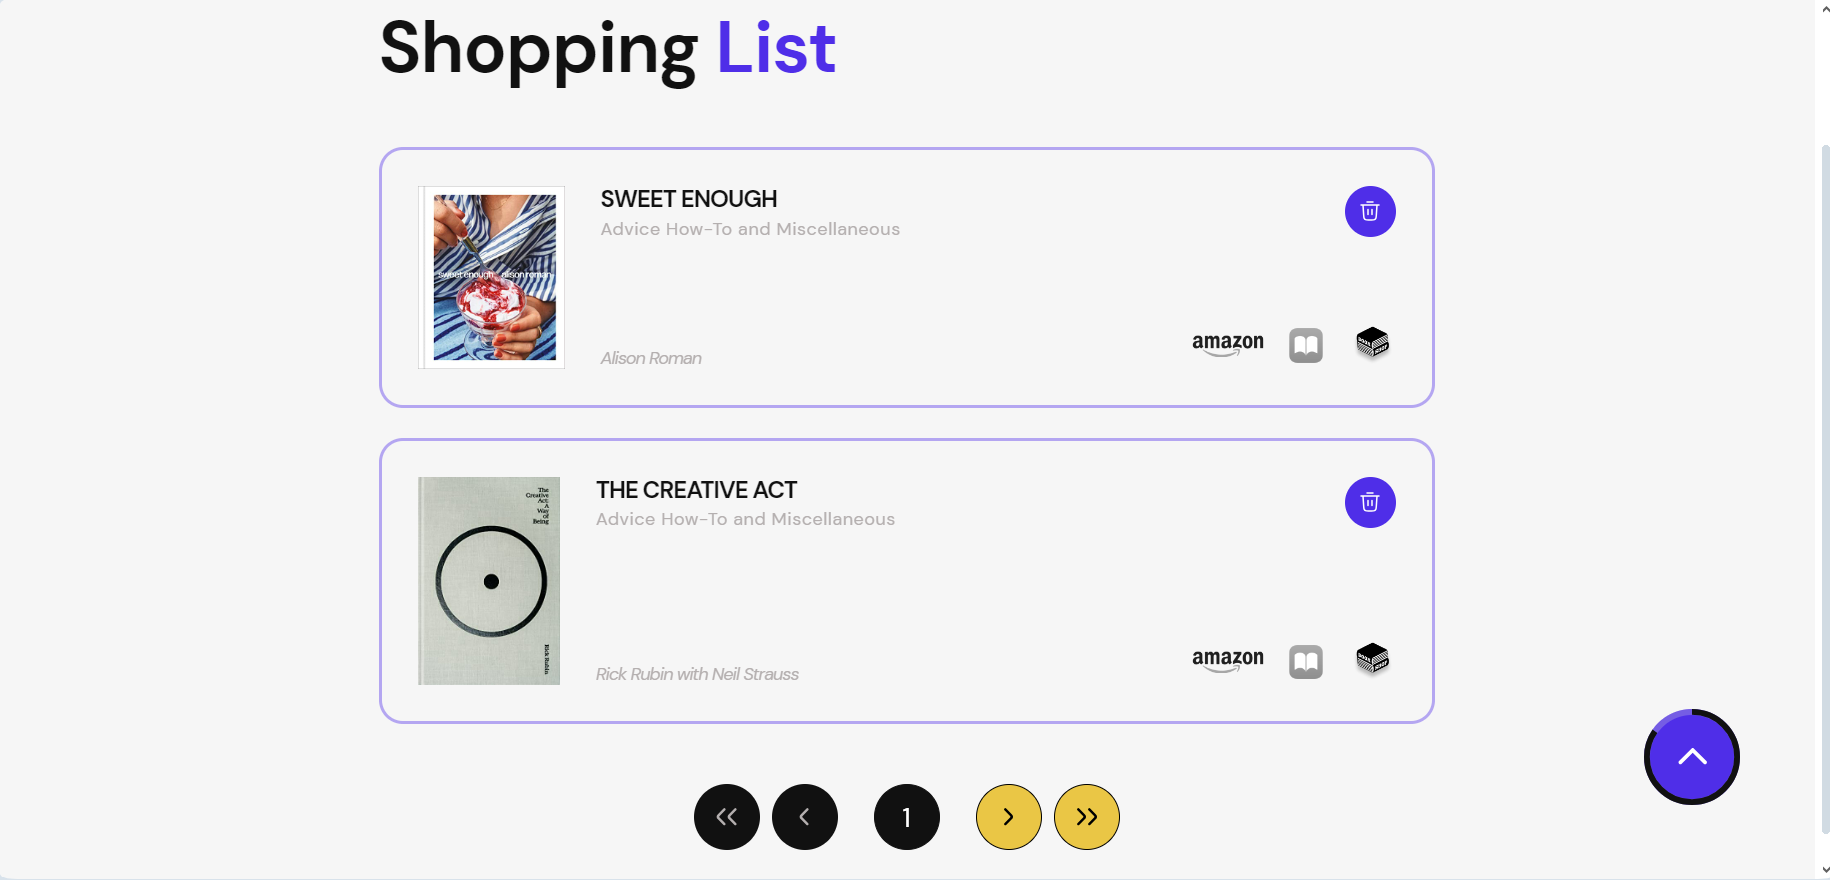 Shopping List
SWEET ENOUGH
Advice How-To and Miscellaneous
sweet enough alison roman
Alison Roman
amazon
THE CREATIVE ACT
Advice How-To and Miscellaneous
The
Creative
Act:
A
Way
of
Being
Rick Rubin
Rick Rubin with Neil Strauss
amazon
1